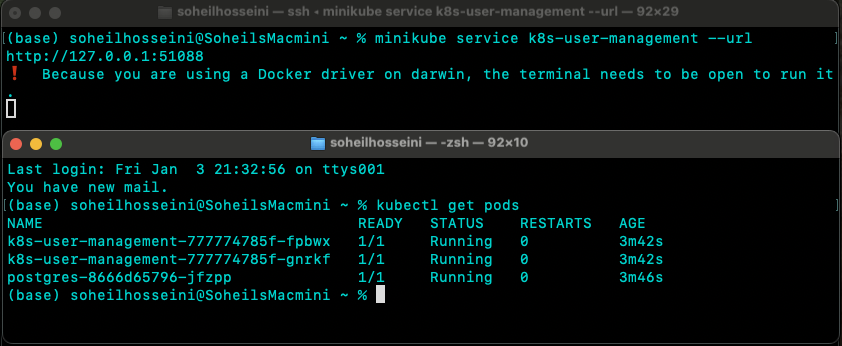 soheilhosseini — ssh ◂ minikube service k8s-user-management --url — 92×29
(base) soheilhosseini@SoheilsMacmini ~ % minikube service k8s-user-management --url
http://127.0.0.1:51088
❗  Because you are using a Docker driver on darwin, the terminal needs to be open to run it
.
soheilhosseini — -zsh — 92×10
Last login: Fri Jan  3 21:32:56 on ttys001
You have new mail.
(base) soheilhosseini@SoheilsMacmini ~ % kubectl get pods
NAME                                   READY   STATUS    RESTARTS   AGE
k8s-user-management-777774785f-fpbwx   1/1     Running   0          3m42s
k8s-user-management-777774785f-gnrkf   1/1     Running   0          3m42s
postgres-8666d65796-jfzpp              1/1     Running   0          3m46s
(base) soheilhosseini@SoheilsMacmini ~ %